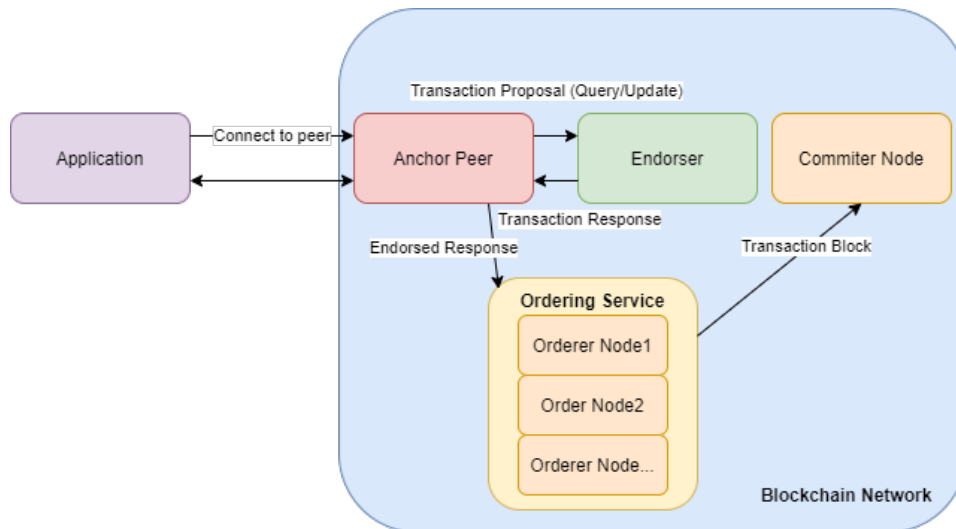 Transaction Proposal (Query/Update)
Application
Connect to peer
Anchor Peer
Endorser
Commiter Node
Transaction Response
Endorsed Response
Transaction Block
Ordering Service
Orderer Node1
Order Node2
Orderer Node...
Blockchain Network